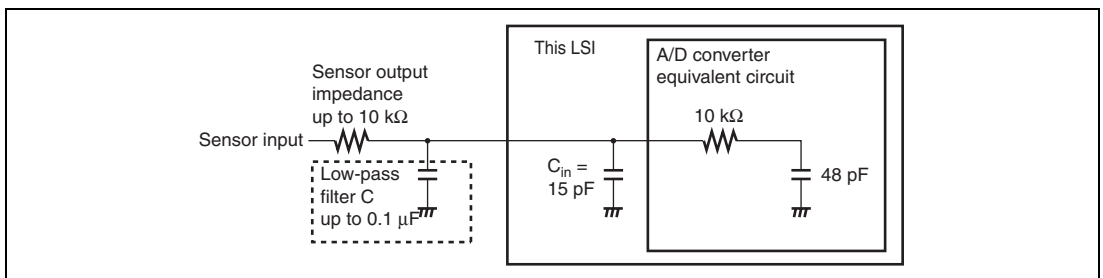 This LSI
A/D converter
equivalent circuit
Sensor output
impedance
up to 10 kΩ
10 kΩ
Sensor input
Low-pass
filter C
up to 0.1 μF
C_in =
15 pF
48 pF